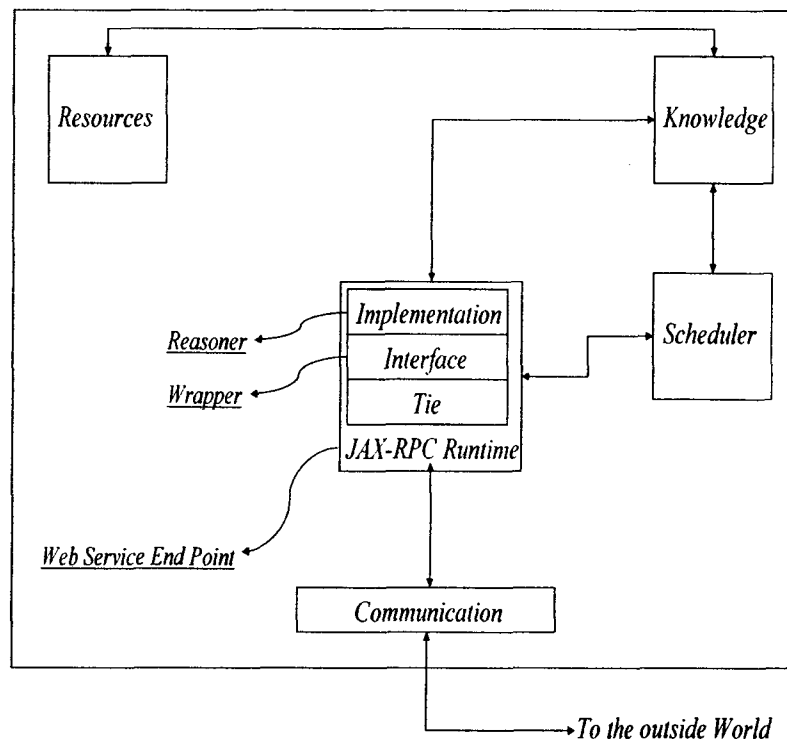 Resources
Knowledge
Implementation
Reasoner
Interface
Scheduler
Wrapper
Tie
JAX-RPC Runtime
Web Service End Point
Communication
To the outside World